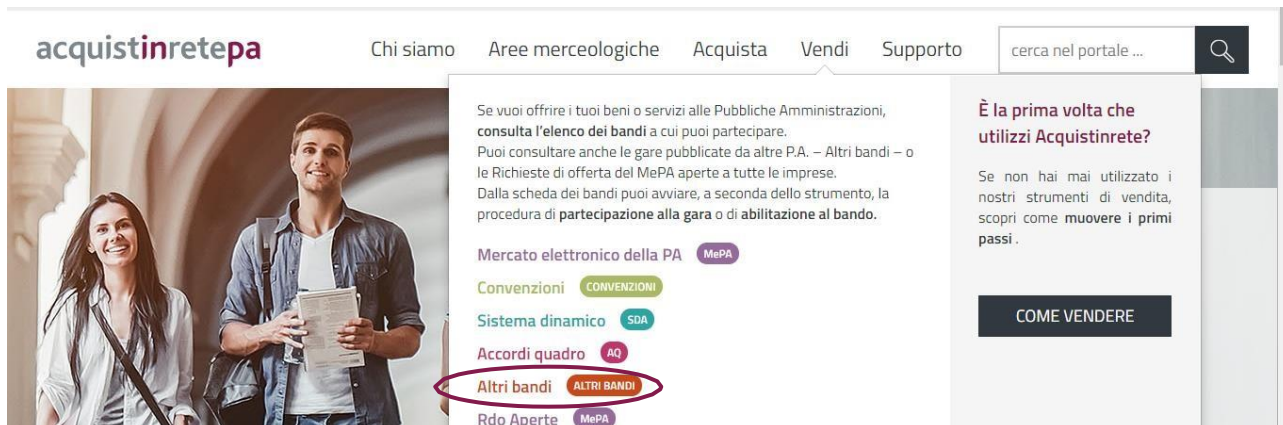 acquistinretepa
Chi siamo Aree merceologiche Acquista Vendi Supporto
cerca nel portale ...
Se vuoi offrire i tuoi beni o servizi alle Pubbliche Amministrazioni,
consulta l'elenco dei bandi a cui puoi partecipare.
Puoi consultare anche le gare pubblicate da altre P.A. – Altri bandi – o
le Richieste di offerta del MePA aperte a tutte le imprese.
Dalla scheda dei bandi puoi avviare, a seconda dello strumento, la
procedura di partecipazione alla gara o di abilitazione al bando.
Mercato elettronico della PA MePA
Convenzioni CONVENZIONI
Sistema dinamico SDA
Accordi quadro AQ
Altri bandi ALTRI BANDI
Rdo Aperte MePA
È la prima volta che
utilizzi Acquistinrete?
Se non hai mai utilizzato i
nostri strumenti di vendita,
scopri come muovere i primi
passi .
COME VENDERE